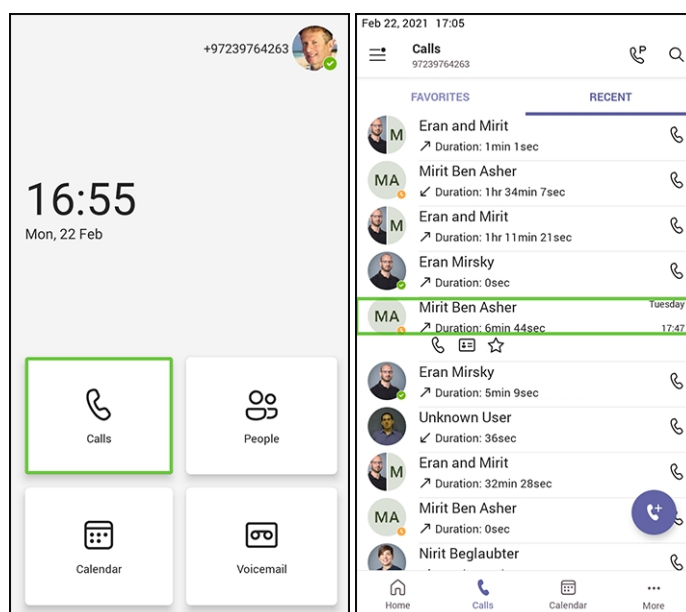 +97239764263
16:55
Mon, 22 Feb
Calls
People
Calendar
Voicemail
Feb 22, 2021 17:05
Calls
97239764263
P
FAVORITES
RECENT
M
Eran and Mirit
Duration: 1min 1sec
MA
Mirit Ben Asher
Duration: 1hr 34min 7sec
M
Eran and Mirit
Duration: 1hr 11min 21sec
Eran Mirsky
Duration: 0sec
MA
Mirit Ben Asher
Tuesday
Duration: 6min 44sec
17:47
Eran Mirsky
Duration: 5min 9sec
Unknown User
Duration: 36sec
M
Eran and Mirit
Duration: 32min 28sec
MA
Mirit Ben Asher
Duration: 0sec
Nirit Beglaubter
Home
Calls
Calendar
More